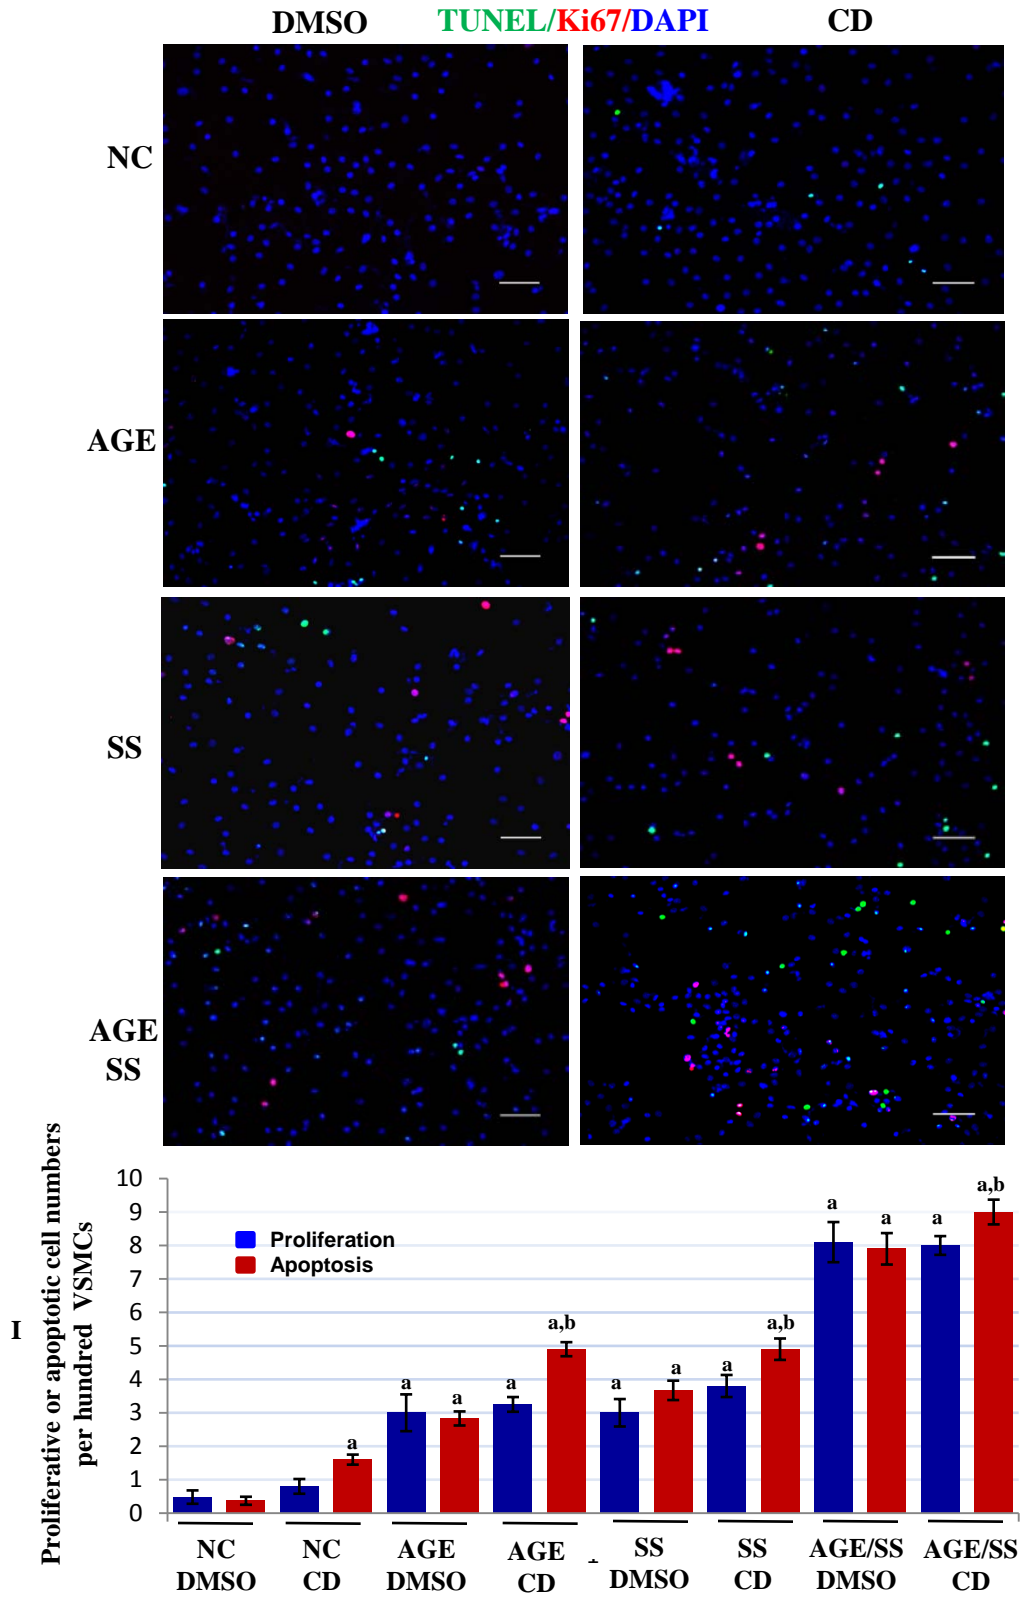 DMSO TUNEL/Ki67/DAPI CD
NC
AGE
SS
AGE
SS
I
Proliferative or apoptotic cell numbers
per hundred VSMCs
10
9
8
7
6
5
4
3
2
1
0
Proliferation
Apoptosis
a
a
a
a
a,b
a
a
a
a,b
a
a
a
a,b
NC
DMSO
NC
CD
AGE
DMSO
AGE
CD
SS
DMSO
SS
CD
AGE/SS
DMSO
AGE/SS
CD